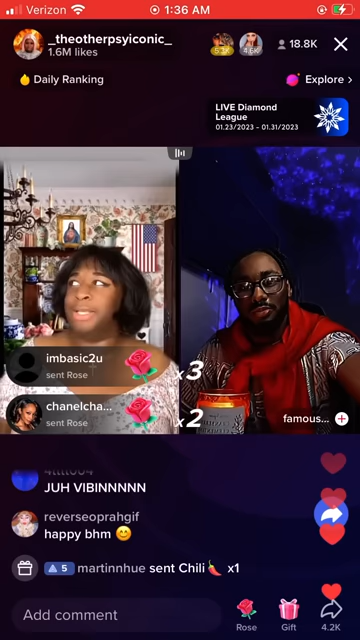 Verizon
1:36 AM
_theotherpsyiconic_
1.6M likes
18.8K
Daily Ranking
Explore >
LIVE Diamond
League
01.23/2023 - 01.31/2023
imbasic2u
sent Rose
x3
chanelcha...
sent Rose
x2
famous...
JUH VIBINNNNN
reverseoprahgif
happy bhm 😊
5 martinnhue sent Chili 🌶️ x1
Add comment
Rose
Gift
4.2K